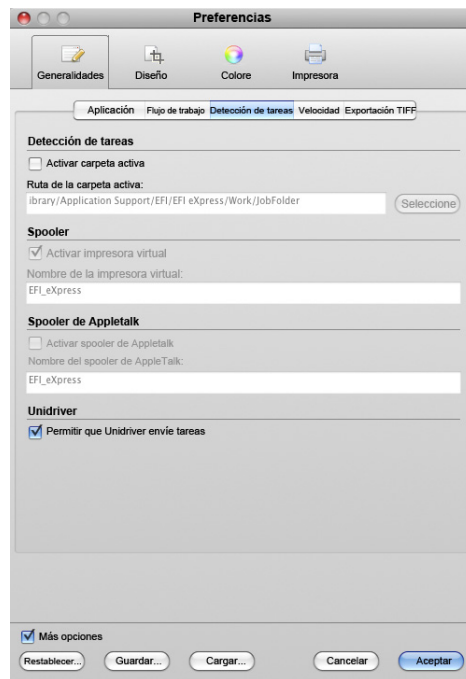 Preferencias
Generalidades Diseño Colore Impresora
Aplicación Flujo de trabajo Detección de tareas Velocidad Exportación TIFF
Detección de tareas
Activar carpeta activa
Ruta de la carpeta activa:
ibrary/Application Support/EFI/EFI eXpress/Work/JobFolder Seleccione
Spooler
Activar impresora virtual
Nombre de la impresora virtual:
EFI_eXpress
Spooler de Appletalk
Activar spooler de Appletalk
Nombre del spooler de AppleTalk:
EFI_eXpress
Unidriver
Permitir que Unidriver envíe tareas
Más opciones
Restablecer... Guardar... Cargar... Cancelar Aceptar